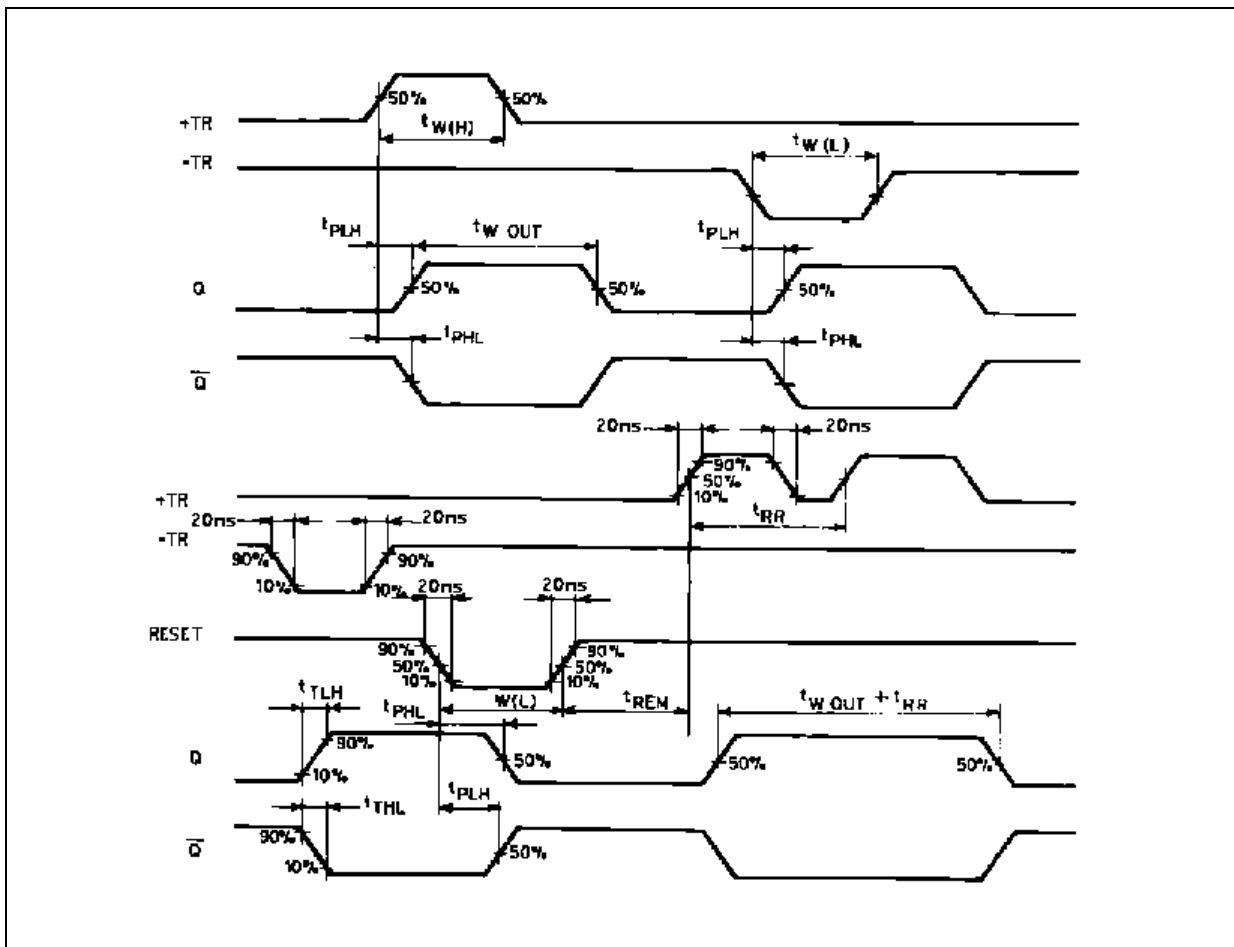 50% 50%
+TR
tW(H)
-TR
tW(L)
tPLH tW OUT tPLH
Q
50% 50% 50%
tPHL tPHL
Q
20ns 20ns
90%
50%
10%
+TR
tRR
20ns 20ns
-TR
90% 90%
10% 10%
20ns 20ns
RESET
90% 90%
50% 50%
10% 10%
tTLH tPHL W(L) tREM tW OUT + tRR
90%
Q
50% 50% 50%
10%
tTHL tPLH
90%
Q
10% 50%